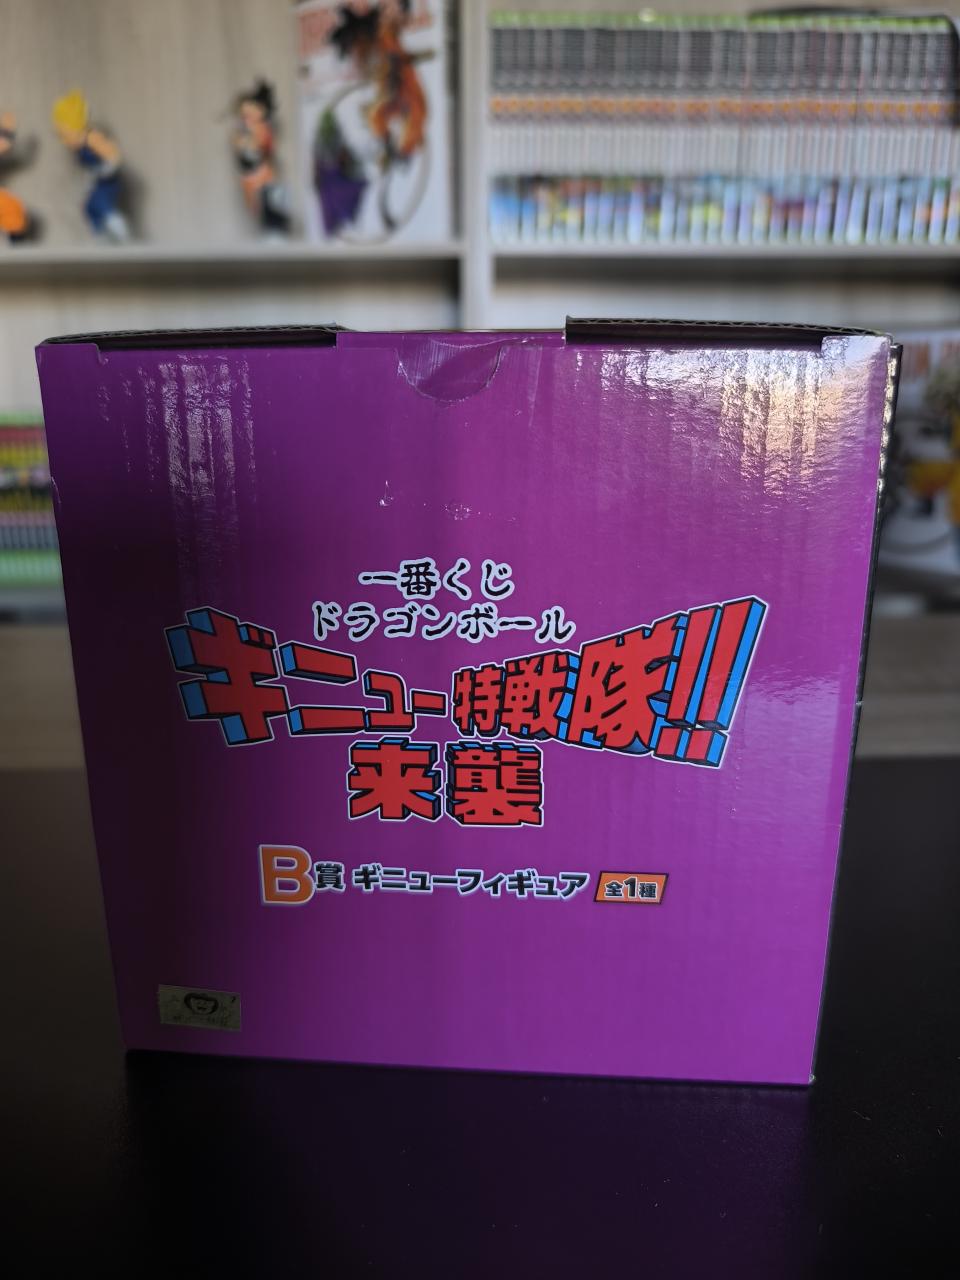 一番くじ
ドラゴンボール
ギニュー特戦隊!!
来襲
B賞 ギニューフィギュア 全1種